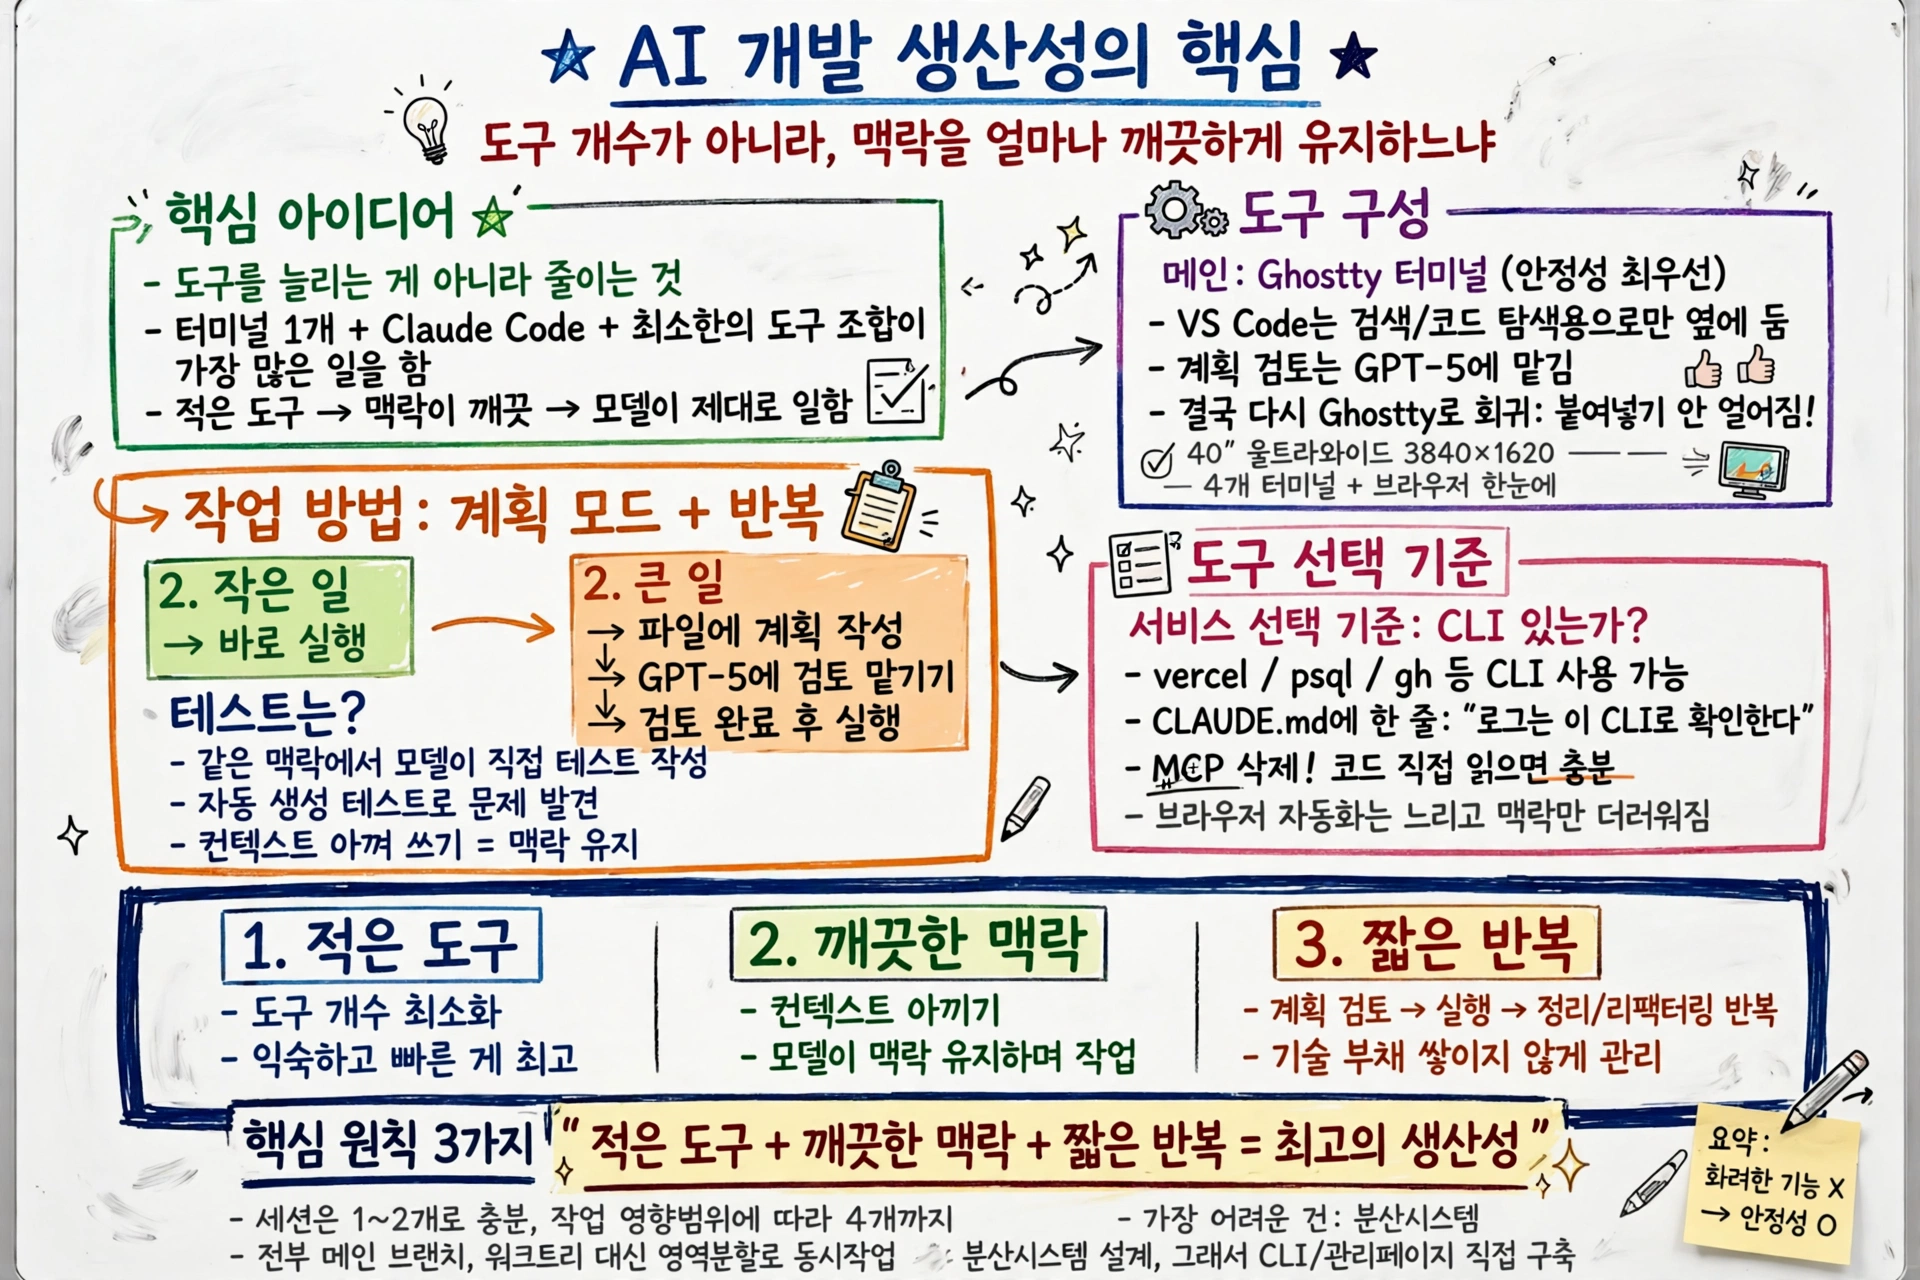 AI 개발 생산성의 핵심
도구 개수가 아니라, 맥락을 얼마나 깨끗하게 유지하느냐
핵심 아이디어
- 도구를 늘리는 게 아니라 줄이는 것
- 터미널 1개 + Claude Code + 최소한의 도구 조합이
가장 많은 일을 함
- 적은 도구 → 맥락이 깨끗 → 모델이 제대로 일함
도구 구성
메인: Ghostty 터미널 (안정성 최우선)
- VS Code는 검색/코드 탐색용으로만 옆에 둠
- 계획 검토는 GPT-5에 맡김
- 결국 다시 Ghostty로 회귀: 붙여넣기 안 얼어짐!
40" 울트라와이드 3840×1620
4개 터미널 + 브라우저 한눈에
작업 방법: 계획 모드 + 반복
2. 작은 일
→ 바로 실행
2. 큰 일
→ 파일에 계획 작성
→ GPT-5에 검토 맡기기
→ 검토 완료 후 실행
테스트는?
- 같은 맥락에서 모델이 직접 테스트 작성
- 자동 생성 테스트로 문제 발견
- 컨텍스트 아껴 쓰기 = 맥락 유지
도구 선택 기준
서비스 선택 기준: CLI 있는가?
- vercel / psql / gh 등 CLI 사용 가능
- CLAUDE.md에 한 줄: "로그는 이 CLI로 확인한다"
- MCP 삭제! 코드 직접 읽으면 충분
- 브라우저 자동화는 느리고 맥락만 더러워짐
1. 적은 도구
- 도구 개수 최소화
- 익숙하고 빠른 게 최고
2. 깨끗한 맥락
- 컨텍스트 아끼기
- 모델이 맥락 유지하며 작업
3. 짧은 반복
- 계획 검토 → 실행 → 정리/리팩터링 반복
- 기술 부채 쌓이지 않게 관리
핵심 원칙 3가지
"적은 도구 + 깨끗한 맥락 + 짧은 반복 = 최고의 생산성"
- 세션은 1~2개로 충분, 작업 영향범위에 따라 4개까지
- 전부 메인 브랜치, 워크트리 대신 영역분할로 동시작업
- 가장 어려운 건: 분산시스템
분산시스템 설계, 그래서 CLI/관리페이지 직접 구축
요약:
화려한 기능 X
→ 안정성 O